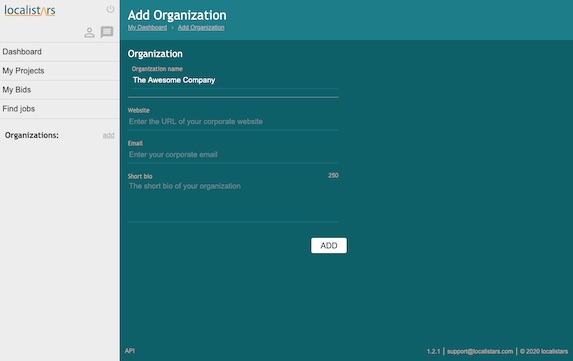 localistars
Dashboard
My Projects
My Bids
Find jobs
Organizations: add
Add Organization
My Dashboard › Add Organization
Organization
Organization name
The Awesome Company
Website
Enter the URL of your corporate website
Email
Enter your corporate email
Short bio 250
The short bio of your organization
ADD
API 1.2.1 | support@localistars.com | © 2020 localistars